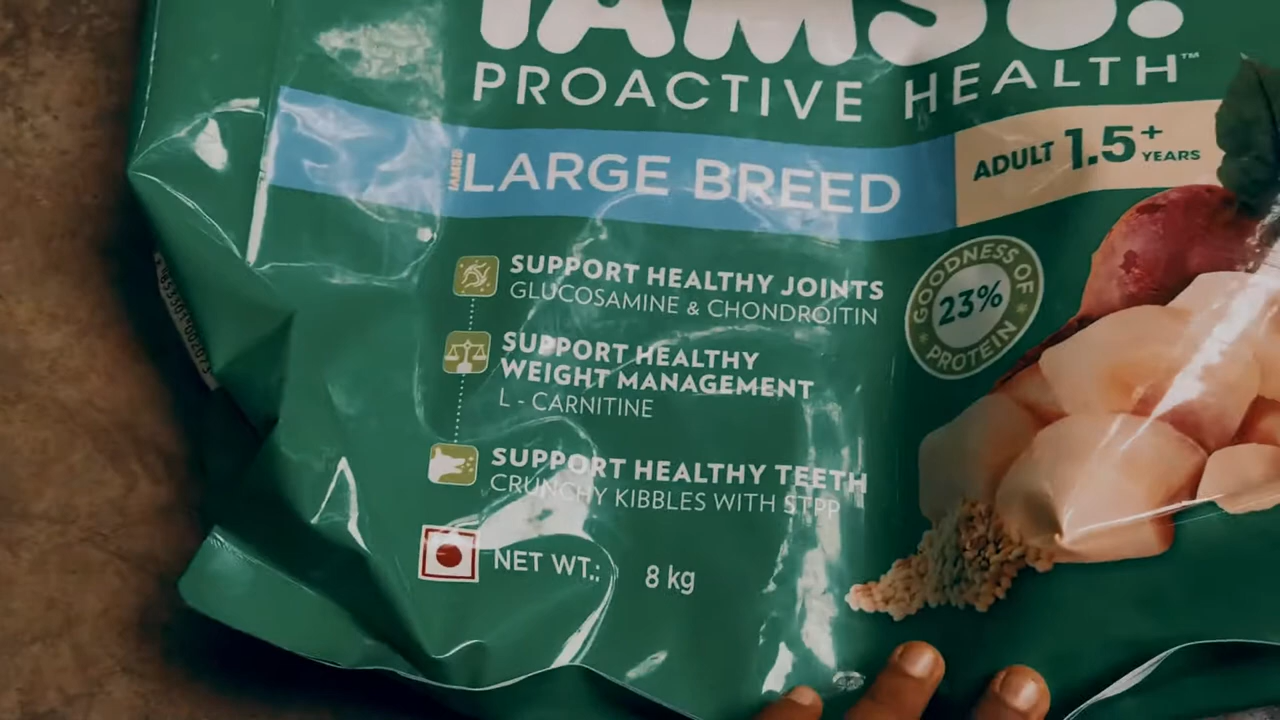 IAMS
PROACTIVE HEALTH™
LARGE BREED
ADULT 1.5+ YEARS
SUPPORT HEALTHY JOINTS
GLUCOSAMINE & CHONDROITIN
GOODNESS OF
23%
PROTEIN
SUPPORT HEALTHY
WEIGHT MANAGEMENT
L - CARNITINE
SUPPORT HEALTHY TEETH
CRUNCHY KIBBLES WITH STPP
NET WT.: 8 kg